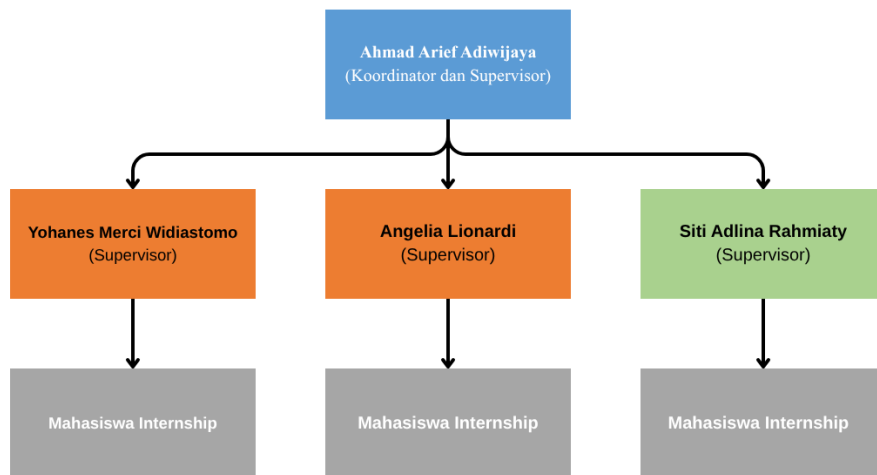 Ahmad Arief Adiwijaya
(Koordinator dan Supervisor)
Yohanes Merci Widiastomo
(Supervisor)
Angelia Lionardi
(Supervisor)
Siti Adlina Rahmiaty
(Supervisor)
Mahasiswa Internship
Mahasiswa Internship
Mahasiswa Internship